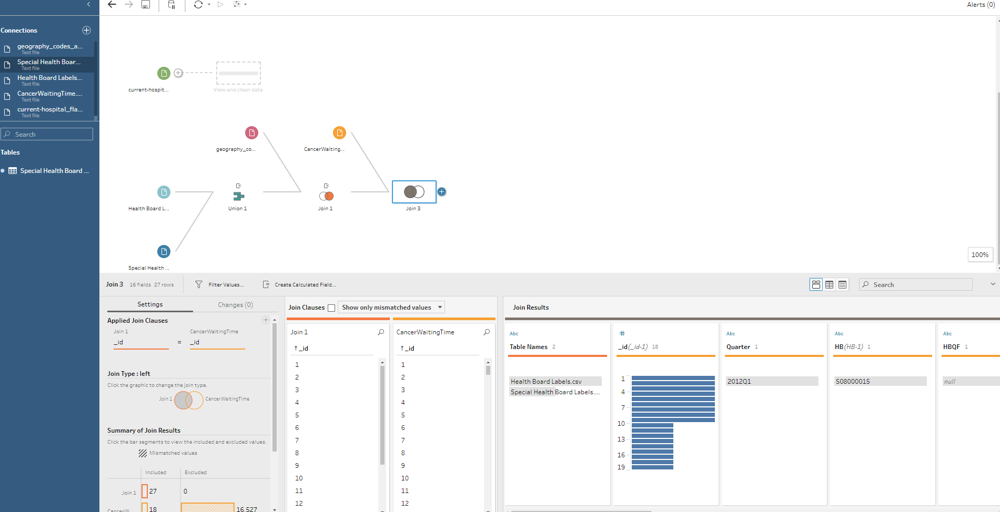 Alerts (0)
Connections
geography_codes_a...
Text file
Special Health Boar...
Text file
Health Board Labels...
Text file
CancerWaitingTime....
Text file
current-hospital_fla...
Text file
Search
Tables
Special Health Board ...
current-hospit...
View and clean data
geography_co...
CancerWaiting...
Health Board L...
Union 1
Join 1
Join 3
Special Health ...
100%
Join 3 16 fields 27 rows Filter Values... Create Calculated Field... Search
Settings Changes (0)
Applied Join Clauses
Join 1 CancerWaitingTime
_id = _id
Join Type : left
Click the graphic to change the join type.
Join 1 CancerWaitingTime
Summary of Join Results
Click the bar segments to view the included and excluded values.
Mismatched values
Included Excluded
Join 1 27 0
CancerW... 18 16,527
Join Clauses Show only mismatched values
Join 1 CancerWaitingTime
_id _id
1 1
2 2
3 3
4 4
5 5
6 6
7 7
8 8
9 9
10 10
11 11
12 12
Join Results
Abc
Table Names 2
Health Board Labels.csv
Special Health Board Labels....
#
_id(_id-1) 18
1
4
7
10
13
16
19
Abc
Quarter 1
2012Q1
Abc
HB(HB-1) 1
S08000015
Abc
HBQF 1
null